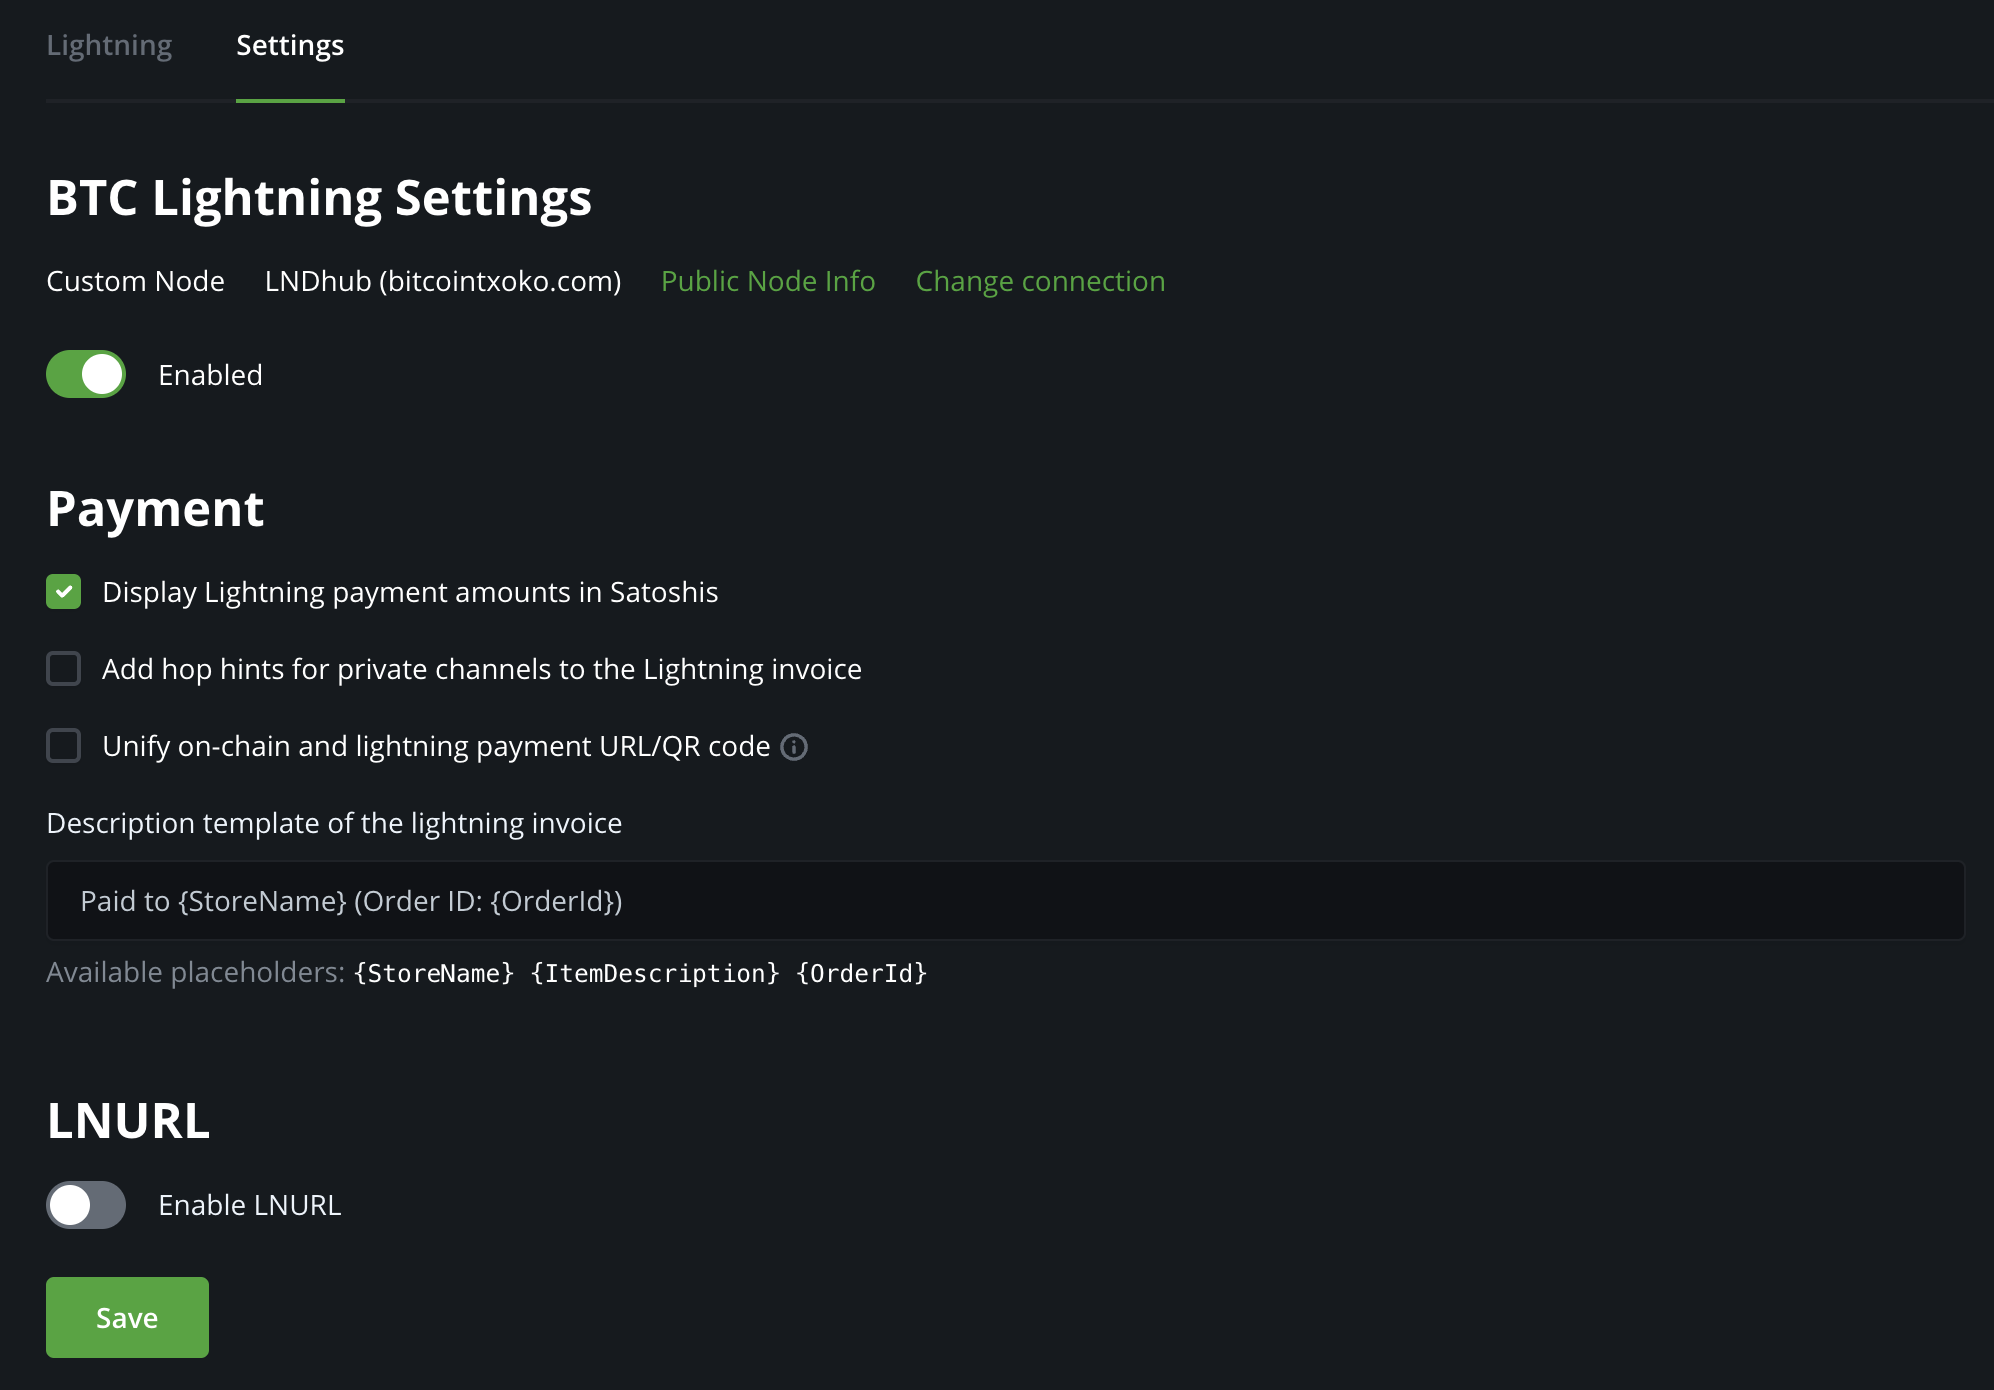 Lightning Settings
BTC Lightning Settings
Custom Node LNDhub (bitcointxoko.com) Public Node Info Change connection
Enabled
Payment
Display Lightning payment amounts in Satoshis
Add hop hints for private channels to the Lightning invoice
Unify on-chain and lightning payment URL/QR code
Description template of the lightning invoice
Paid to {StoreName} (Order ID: {OrderId})
Available placeholders: {StoreName} {ItemDescription} {OrderId}
LNURL
Enable LNURL
Save